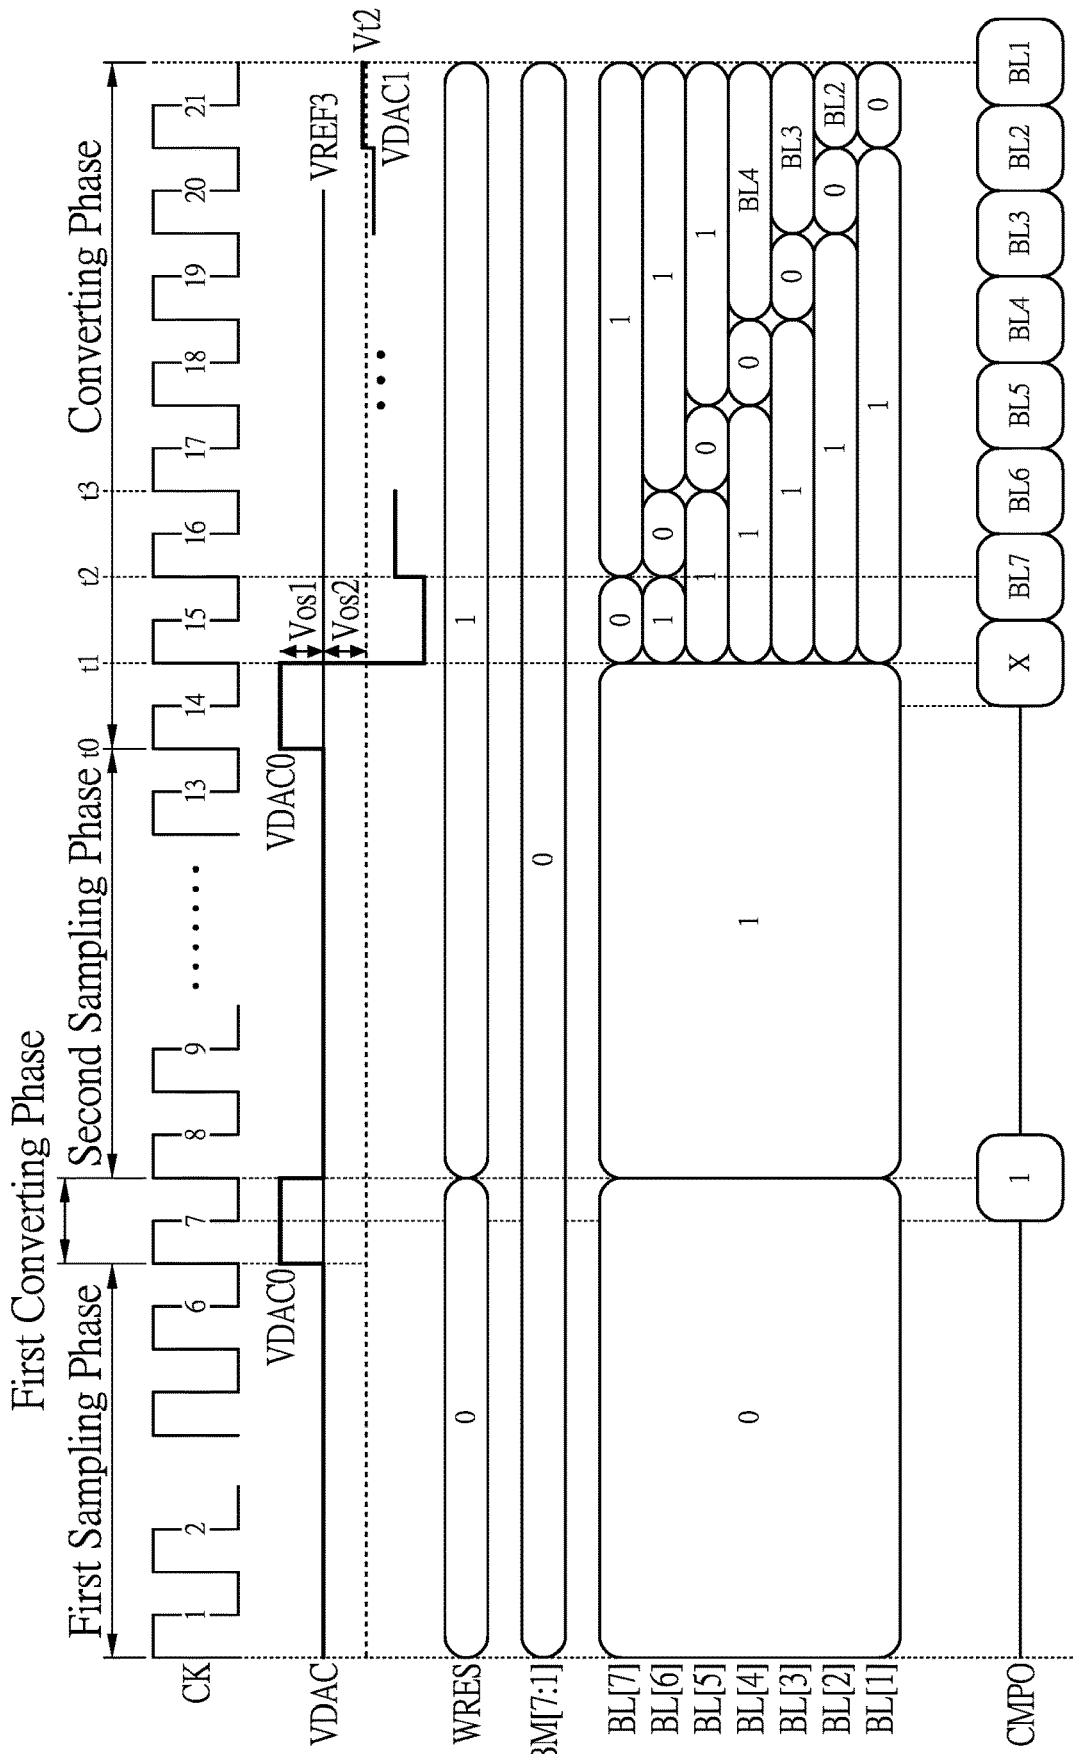 First Converting Phase
First Sampling Phase
Second Sampling Phase
t0
Converting Phase
t1
t2
t3
CK
1
2
6
7
8
9
13
14
15
16
17
18
19
20
21
VDAC
VDAC0
VDAC0
Vos1
Vos2
VREF3
Vt2
VDAC1
WRES
0
1
BM[7:1]
0
BL[7]
0
1
BL[6]
1
0
1
BL[5]
1
0
1
BL[4]
0
1
1
0
BL4
BL[3]
1
0
BL3
BL[2]
1
0
BL2
BL[1]
1
0
CMPO
1
X
BL7
BL6
BL5
BL4
BL3
BL2
BL1